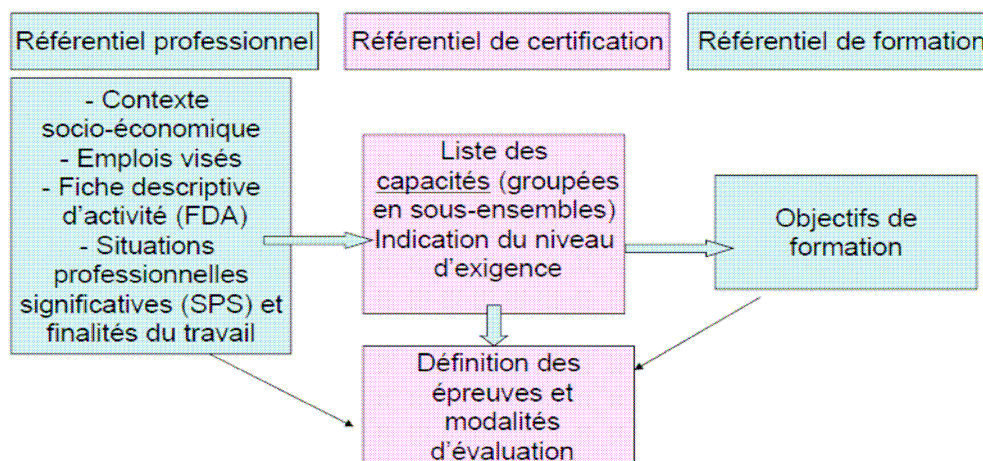 Référentiel professionnel
Référentiel de certification
Référentiel de formation
- Contexte
socio-économique
- Emplois visés
- Fiche descriptive
d'activité (FDA)
- Situations
professionnelles
significatives (SPS) et
finalités du travail
Liste des
capacités (groupées
en sous-ensembles)
Indication du niveau
d'exigence
Objectifs de
formation
Définition des
épreuves et
modalités
d'évaluation